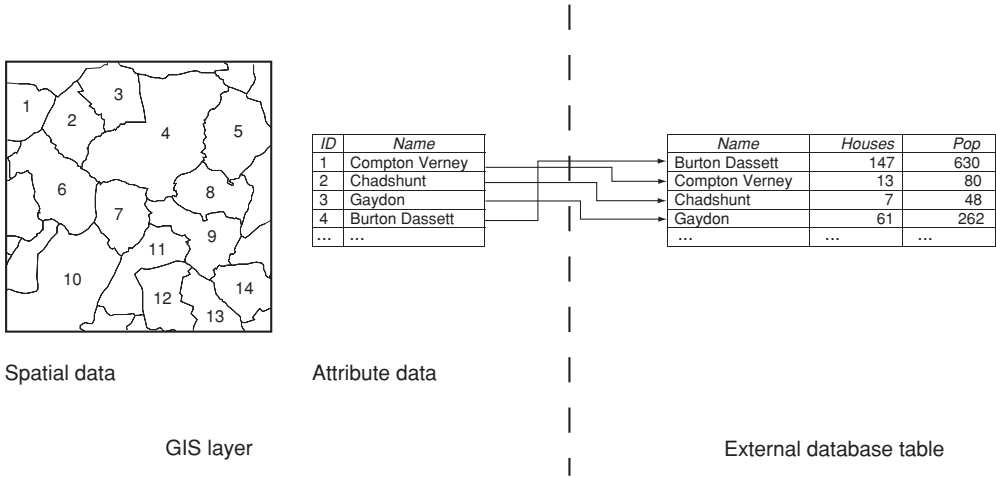 1
2
3
4
5
6
7
8
9
10
11
12
13
14
ID Name
1 Compton Verney
2 Chadshunt
3 Gaydon
4 Burton Dassett
... ...
Name Houses Pop
Burton Dassett 147 630
Compton Verney 13 80
Chadshunt 7 48
Gaydon 61 262
... ... ...
Spatial data
Attribute data
GIS layer
External database table